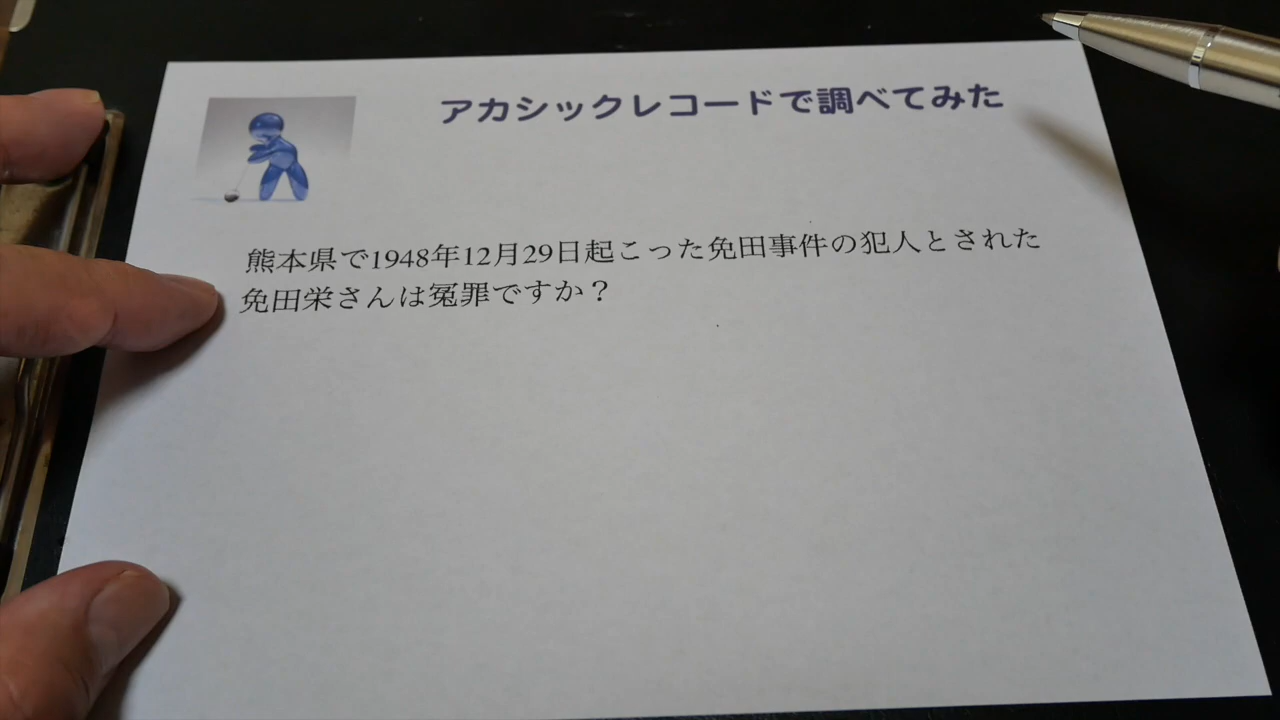 アカシックレコードで調べてみた
熊本県で1948年12月29日起こった免田事件の犯人とされた
免田栄さんは冤罪ですか？